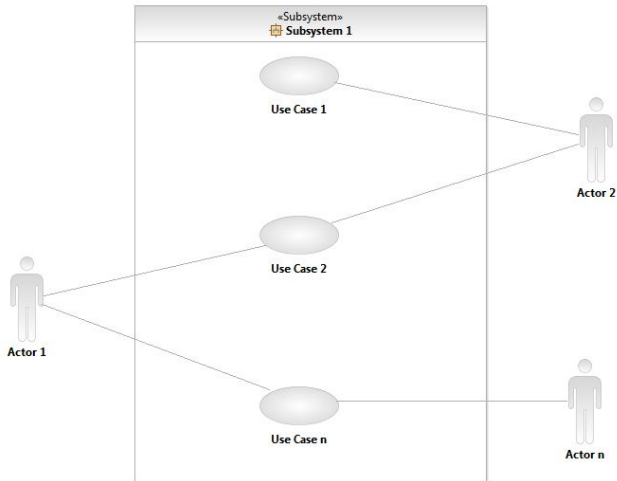 «Subsystem»
Subsystem 1
Use Case 1
Actor 2
Use Case 2
Actor 1
Use Case n
Actor n